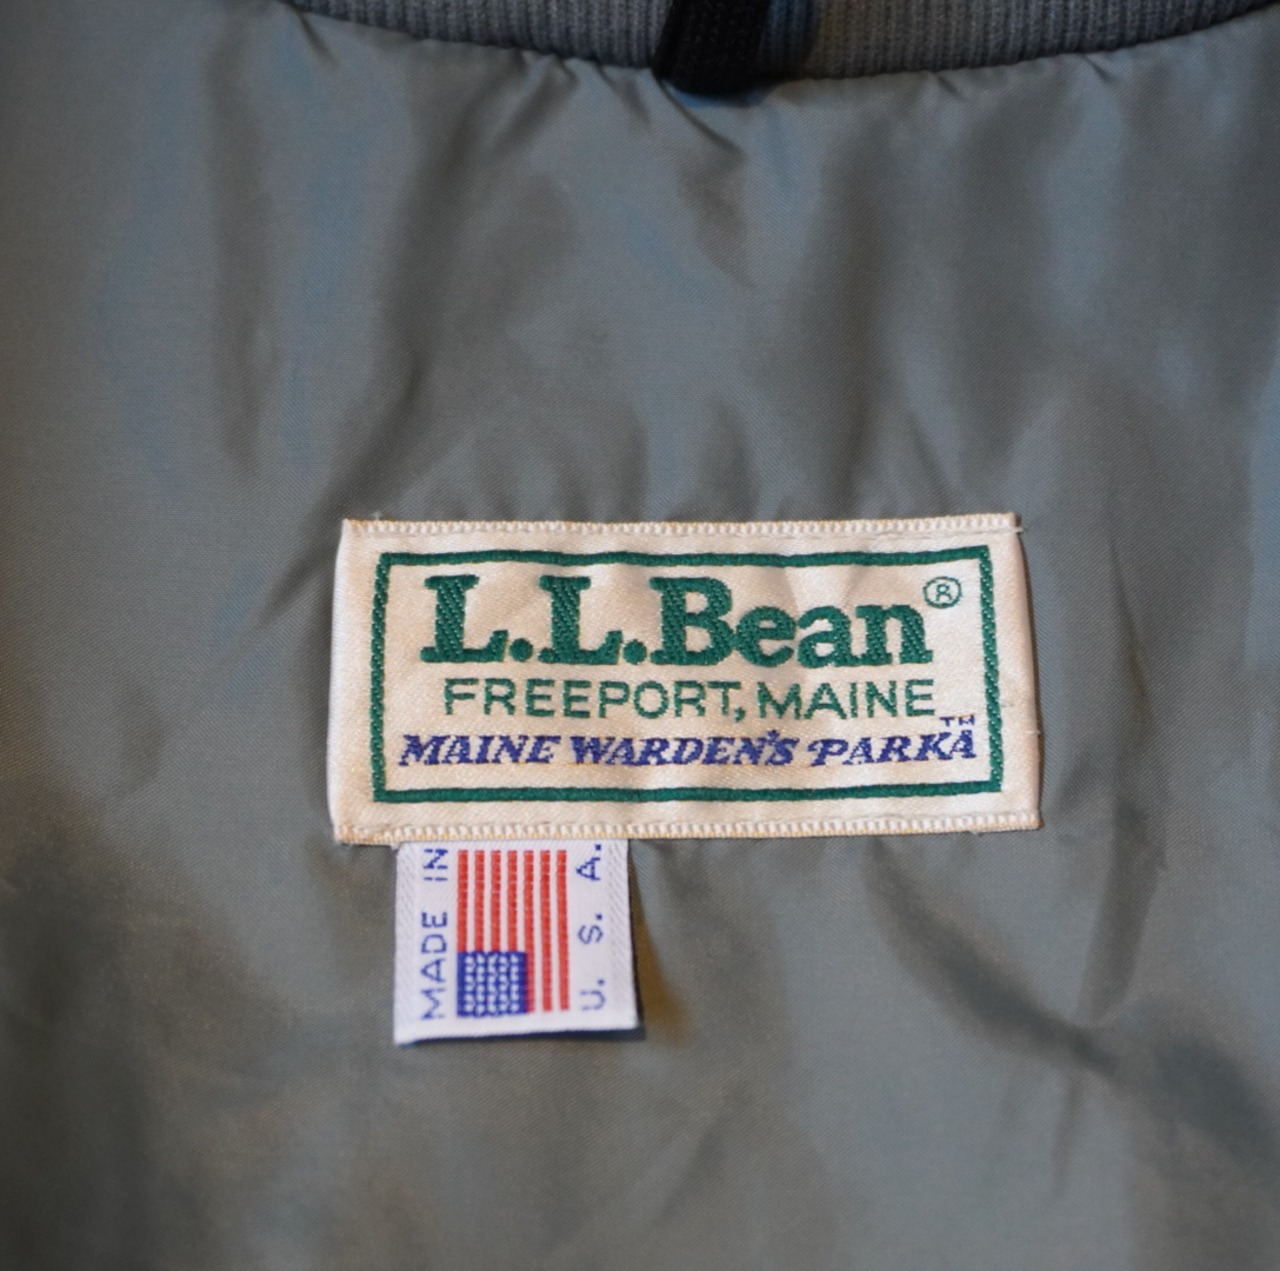 L.L.Bean®
FREEPORT, MAINE
MAINE WARDEN'S PARKA™
MADE IN
U. S. A.